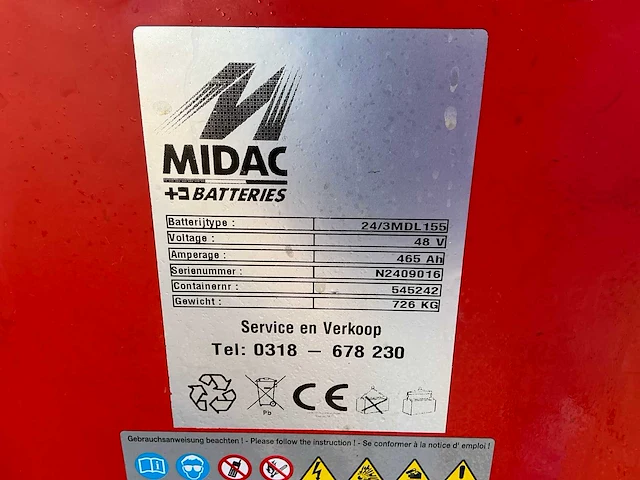 MIDAC
BATTERIES
Batterijtype : 24/3MDL155
Voltage : 48 V
Amperage : 465 Ah
Serienummer : N2409016
Containernr : 545242
Gewicht : 726 KG
Service en Verkoop
Tel: 0318 – 678 230
Pb CE
Gebrauchsanweisung beachten ! - Please follow the instruction ! - Se conformer à la notice d' emploi !